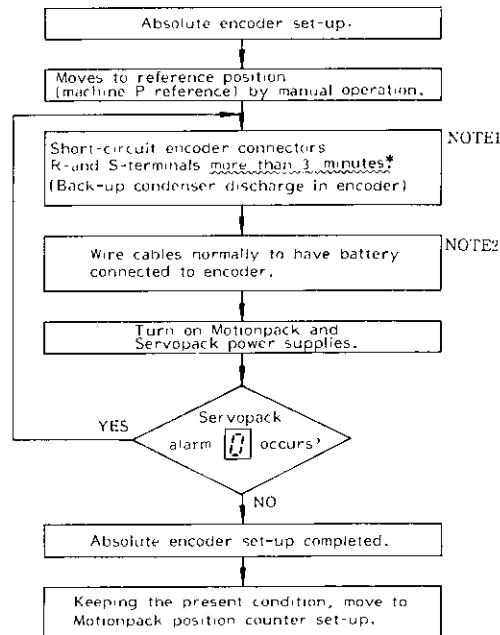 Absolute encoder set-up.
Moves to reference position
(machine P reference) by manual operation.
NOTE1
Short-circuit encoder connectors
R-and S-terminals more than 3 minutes*
(Back-up condenser discharge in encoder)
NOTE2
Wire cables normally to have battery
connected to encoder.
Turn on Motionpack and
Servopack power supplies.
YES
Servopack
alarm 0 occurs?
NO
Absolute encoder set-up completed.
Keeping the present condition, move to
Motionpack position counter set-up.